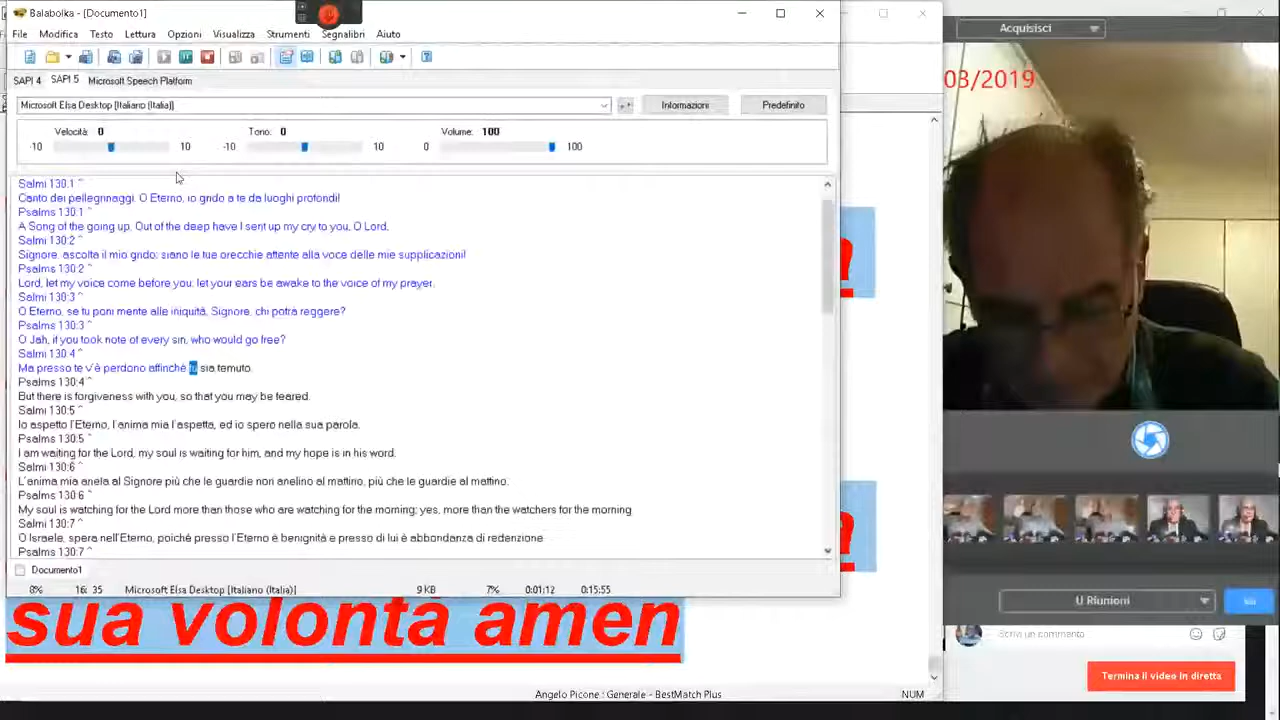 Balabolka - [Documento1]
File Modifica Testo Lettura Opzioni Visualizza Strumenti Segnalibri Aiuto
SAPI 4 SAPI 5 Microsoft Speech Platform
Microsoft Elsa Desktop [Italiano (Italia)]
Informazioni
Predefinito
Velocità: 0
-10 10
Tono: 0
-10 10
Volume: 100
0 100
Salmi 130:1 ^
Canto dei pellegrinaggi. O Eterno, io grido a te da luoghi profondi!
Psalms 130:1 ^
A Song of the going up. Out of the deep have I sent up my cry to you, O Lord.
Salmi 130:2 ^
Signore, ascolta il mio grido; siano le tue orecchie attente alla voce delle mie supplicazioni!
Psalms 130:2 ^
Lord, let my voice come before you: let your ears be awake to the voice of my prayer.
Salmi 130:3 ^
O Eterno, se tu poni mente alle iniquità, Signore, chi potrà reggere?
Psalms 130:3 ^
O Jah, if you took note of every sin, who would go free?
Salmi 130:4 ^
Ma presso te v'è perdono affinché tu sia temuto.
Psalms 130:4 ^
But there is forgiveness with you, so that you may be feared.
Salmi 130:5 ^
Io aspetto l'Eterno, l'anima mia l'aspetta, ed io spero nella sua parola.
Psalms 130:5 ^
I am waiting for the Lord, my soul is waiting for him, and my hope is in his word.
Salmi 130:6 ^
L'anima mia anela al Signore più che le guardie non anelino al mattino, più che le guardie al mattino.
Psalms 130:6 ^
My soul is watching for the Lord more than those who are watching for the morning; yes, more than the watchers for the morning
Salmi 130:7 ^
O Israele, spera nell'Eterno, poiché presso l'Eterno è benignità e presso di lui è abbondanza di redenzione
Psalms 130:7 ^
Documento1
8% 16: 35 Microsoft Elsa Desktop [Italiano (Italia)] 9 KB 7% 0:01:12 0:15:55
sua volontà amen
Angelo Picone : Generale - BestMatch Plus
NUM
Acquisisci
03/2019
U Riunioni
Scrivi un commento
Termina il video in diretta